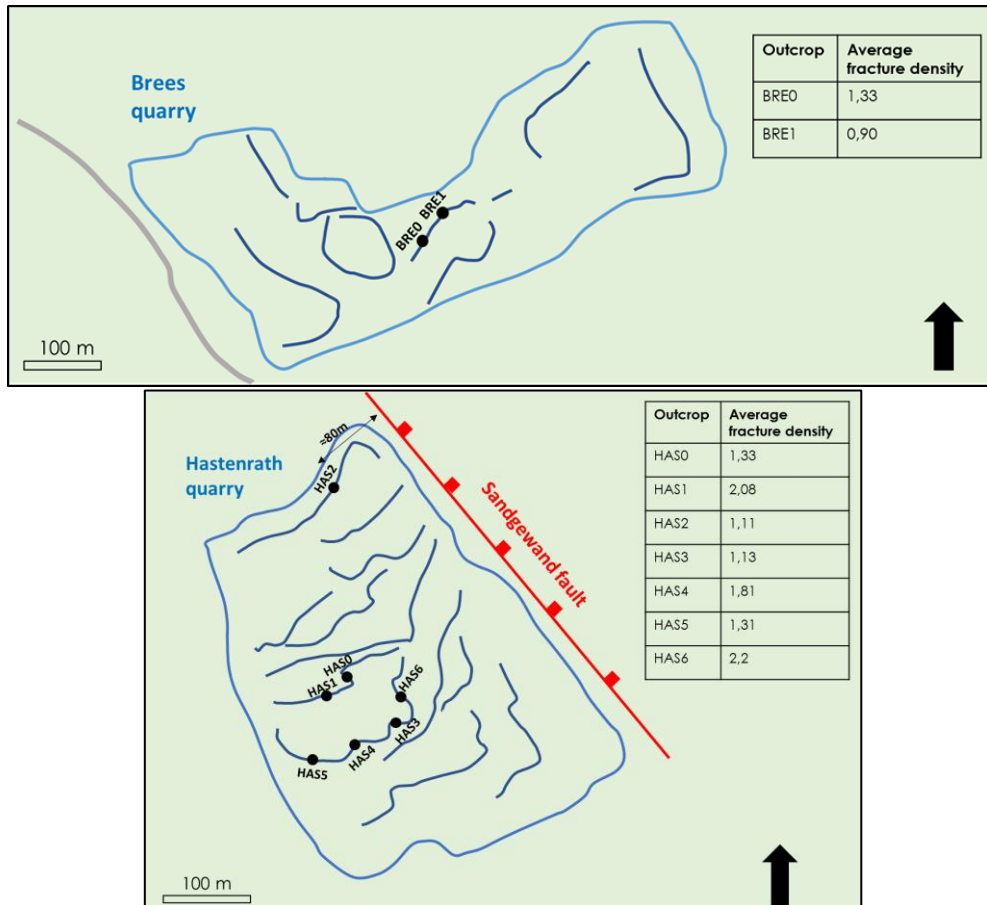 Brees
quarry
BRE0
BRE1
100 m
Outcrop Average fracture density
BRE0 1,33
BRE1 0,90
≈80m
Hastenrath
quarry
HAS2
Sandgewand fault
HAS0
HAS1
HAS6
HAS3
HAS4
HAS5
100 m
Outcrop Average fracture density
HAS0 1,33
HAS1 2,08
HAS2 1,11
HAS3 1,13
HAS4 1,81
HAS5 1,31
HAS6 2,2